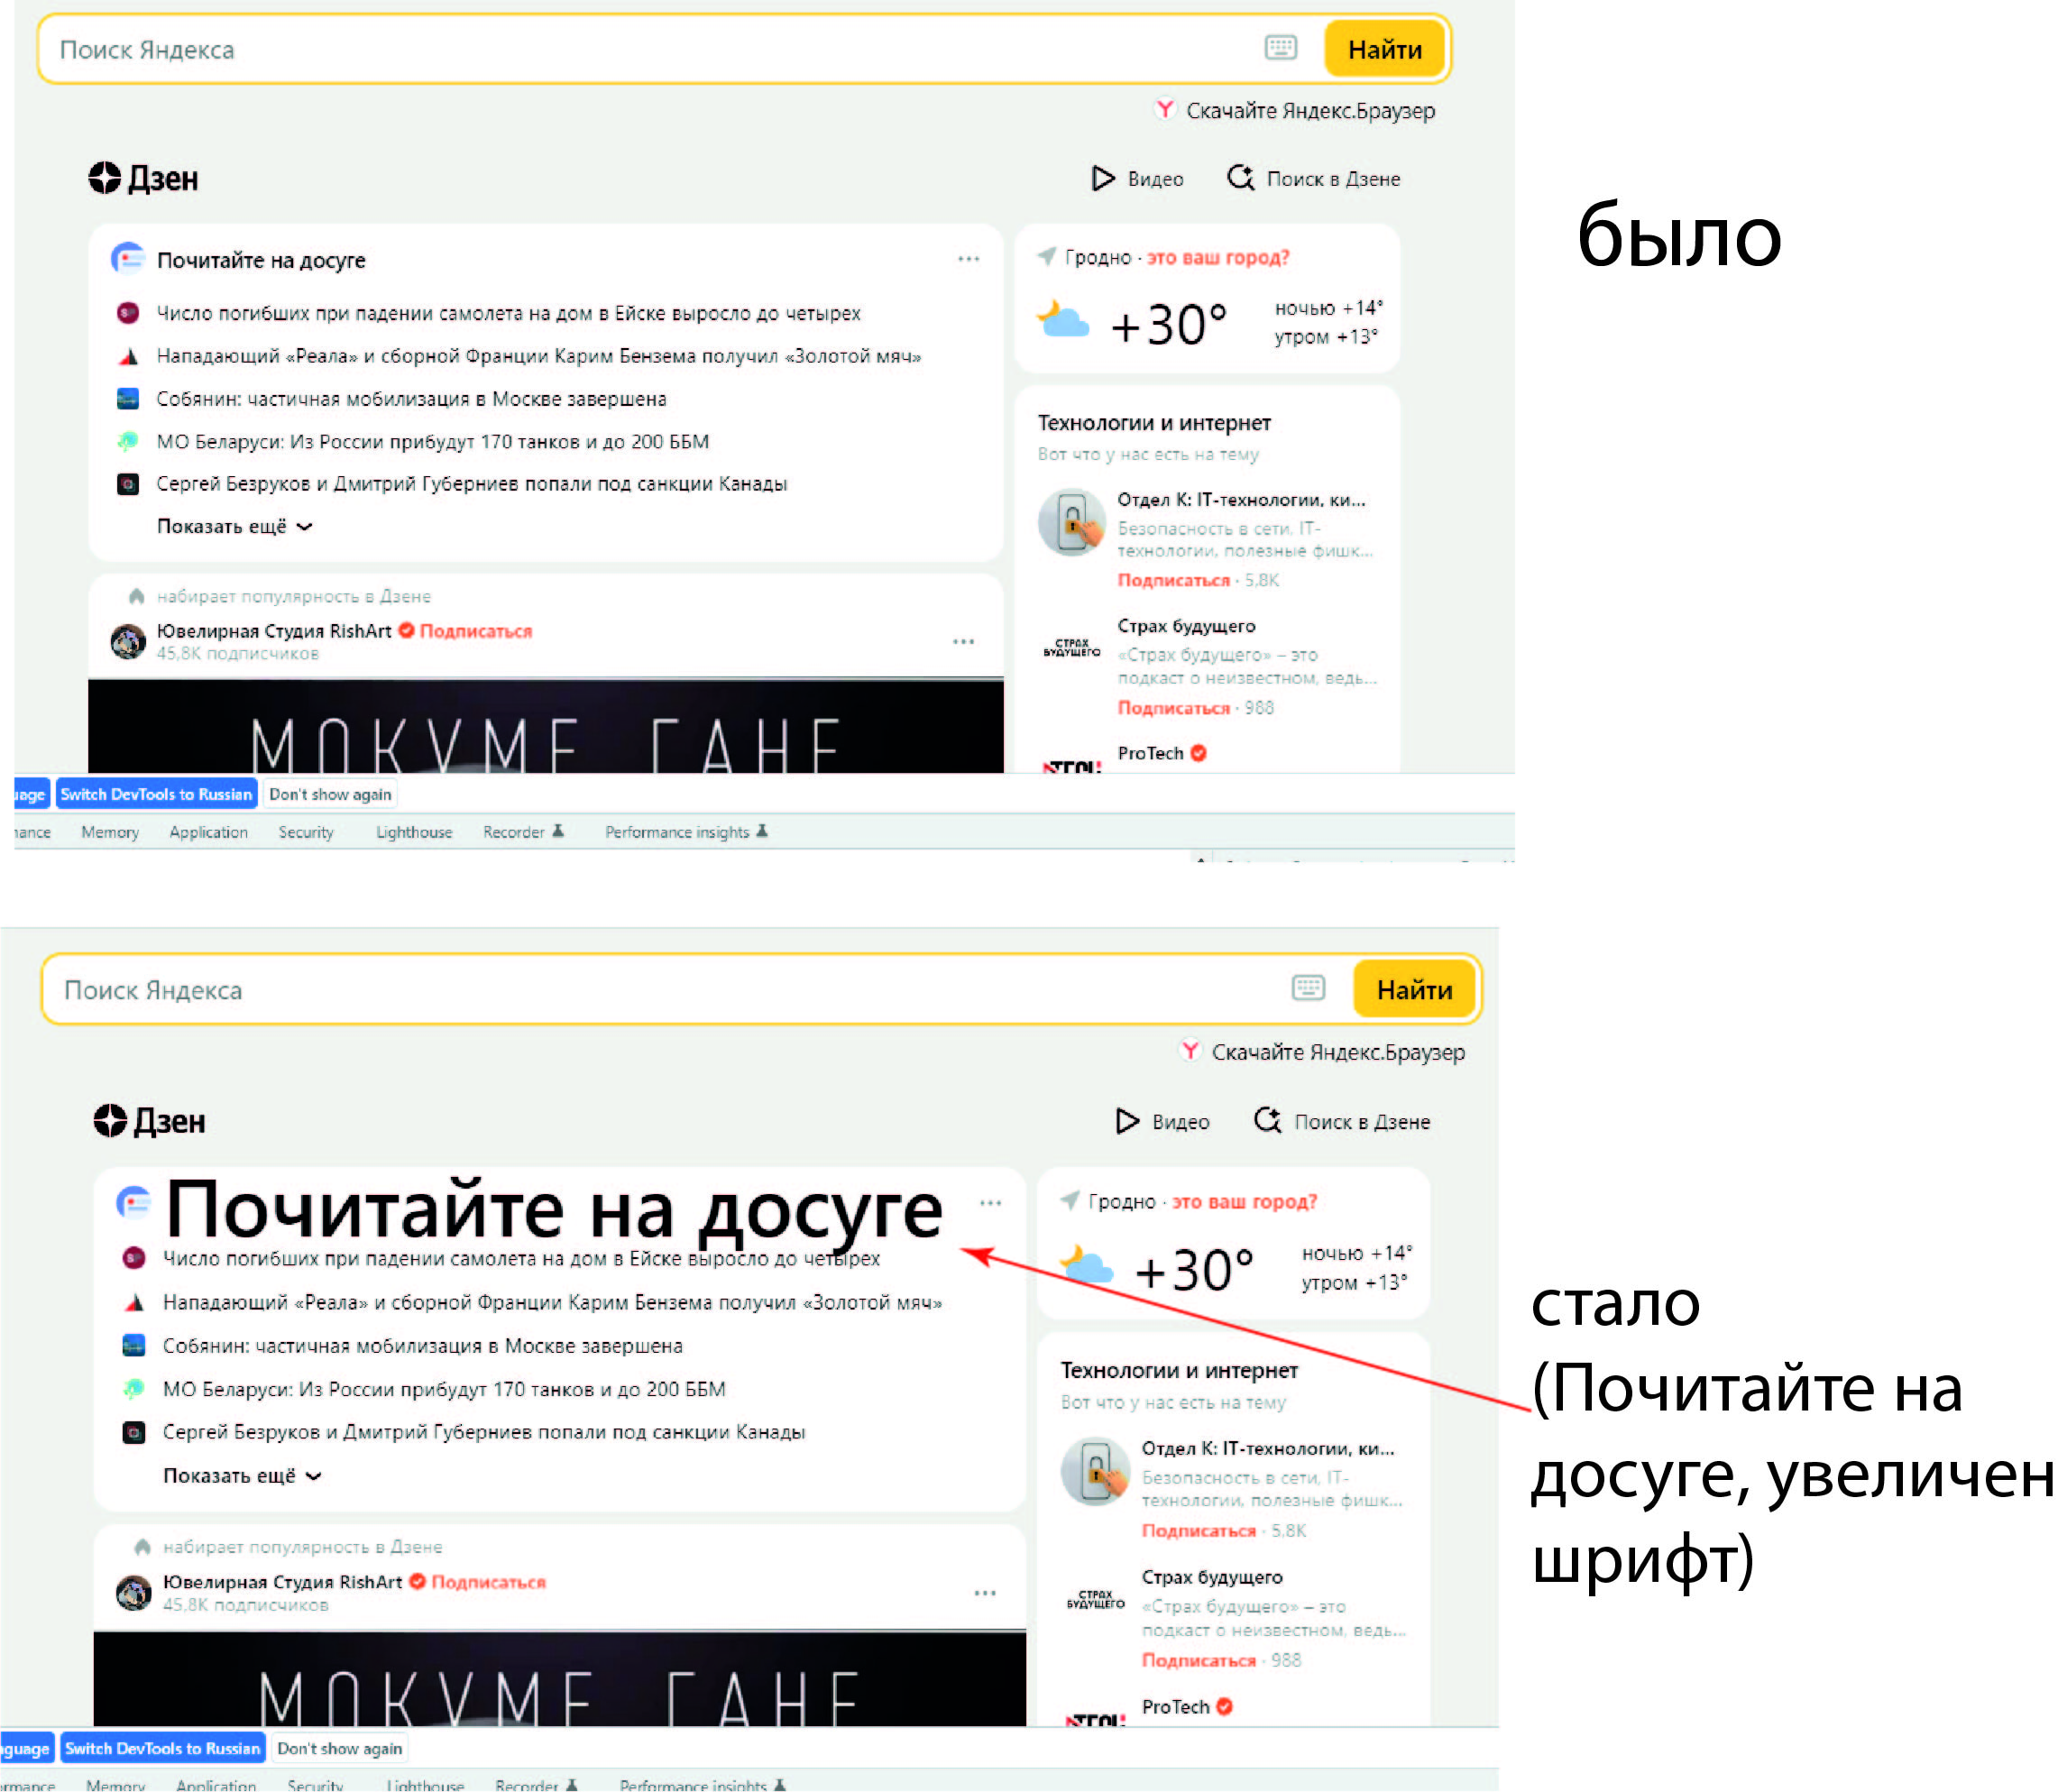 Поиск Яндекса
Найти
Скачайте Яндекс.Браузер
Дзен
Видео
Поиск в Дзене
было
Почитайте на досуге
Число погибших при падении самолета на дом в Ейске выросло до четырех
Нападающий «Реала» и сборной Франции Карим Бензема получил «Золотой мяч»
Собянин: частичная мобилизация в Москве завершена
МО Беларуси: Из России прибудут 170 танков и до 200 ББМ
Сергей Безруков и Дмитрий Губерниев попали под санкции Канады
Показать ещё
набирает популярность в Дзене
Ювелирная Студия RishArt Подписаться
45,8K подписчиков
МОКУМЕ ГАНЕ
Гродно · это ваш город?
+30°
ночью +14°
утром +13°
Технологии и интернет
Вот что у нас есть на тему
Отдел К: IT-технологии, ки...
Безопасность в сети, IT-
технологии, полезные фишк...
Подписаться · 5,8K
СТРАХ
БУДУЩЕГО
Страх будущего
«Страх будущего» – это
подкаст о неизвестном, ведь...
Подписаться · 988
ProTech
uage Switch DevTools to Russian Don't show again
mance Memory Application Security Lighthouse Recorder Performance insights
Поиск Яндекса
Найти
Скачайте Яндекс.Браузер
Дзен
Видео
Поиск в Дзене
Почитайте на досуге
Число погибших при падении самолета на дом в Ейске выросло до четырех
Нападающий «Реала» и сборной Франции Карим Бензема получил «Золотой мяч»
Собянин: частичная мобилизация в Москве завершена
МО Беларуси: Из России прибудут 170 танков и до 200 ББМ
Сергей Безруков и Дмитрий Губерниев попали под санкции Канады
Показать ещё
набирает популярность в Дзене
Ювелирная Студия RishArt Подписаться
45,8K подписчиков
МОКУМЕ ГАНЕ
Гродно · это ваш город?
+30°
ночью +14°
утром +13°
Технологии и интернет
Вот что у нас есть на тему
Отдел К: IT-технологии, ки...
Безопасность в сети, IT-
технологии, полезные фишк...
Подписаться · 5,8K
СТРАХ
БУДУЩЕГО
Страх будущего
«Страх будущего» – это
подкаст о неизвестном, ведь...
Подписаться · 988
ProTech
стало
(Почитайте на
досуге, увеличен
шрифт)
nguage Switch DevTools to Russian Don't show again
ormance Memory Application Security Lighthouse Recorder Performance insights